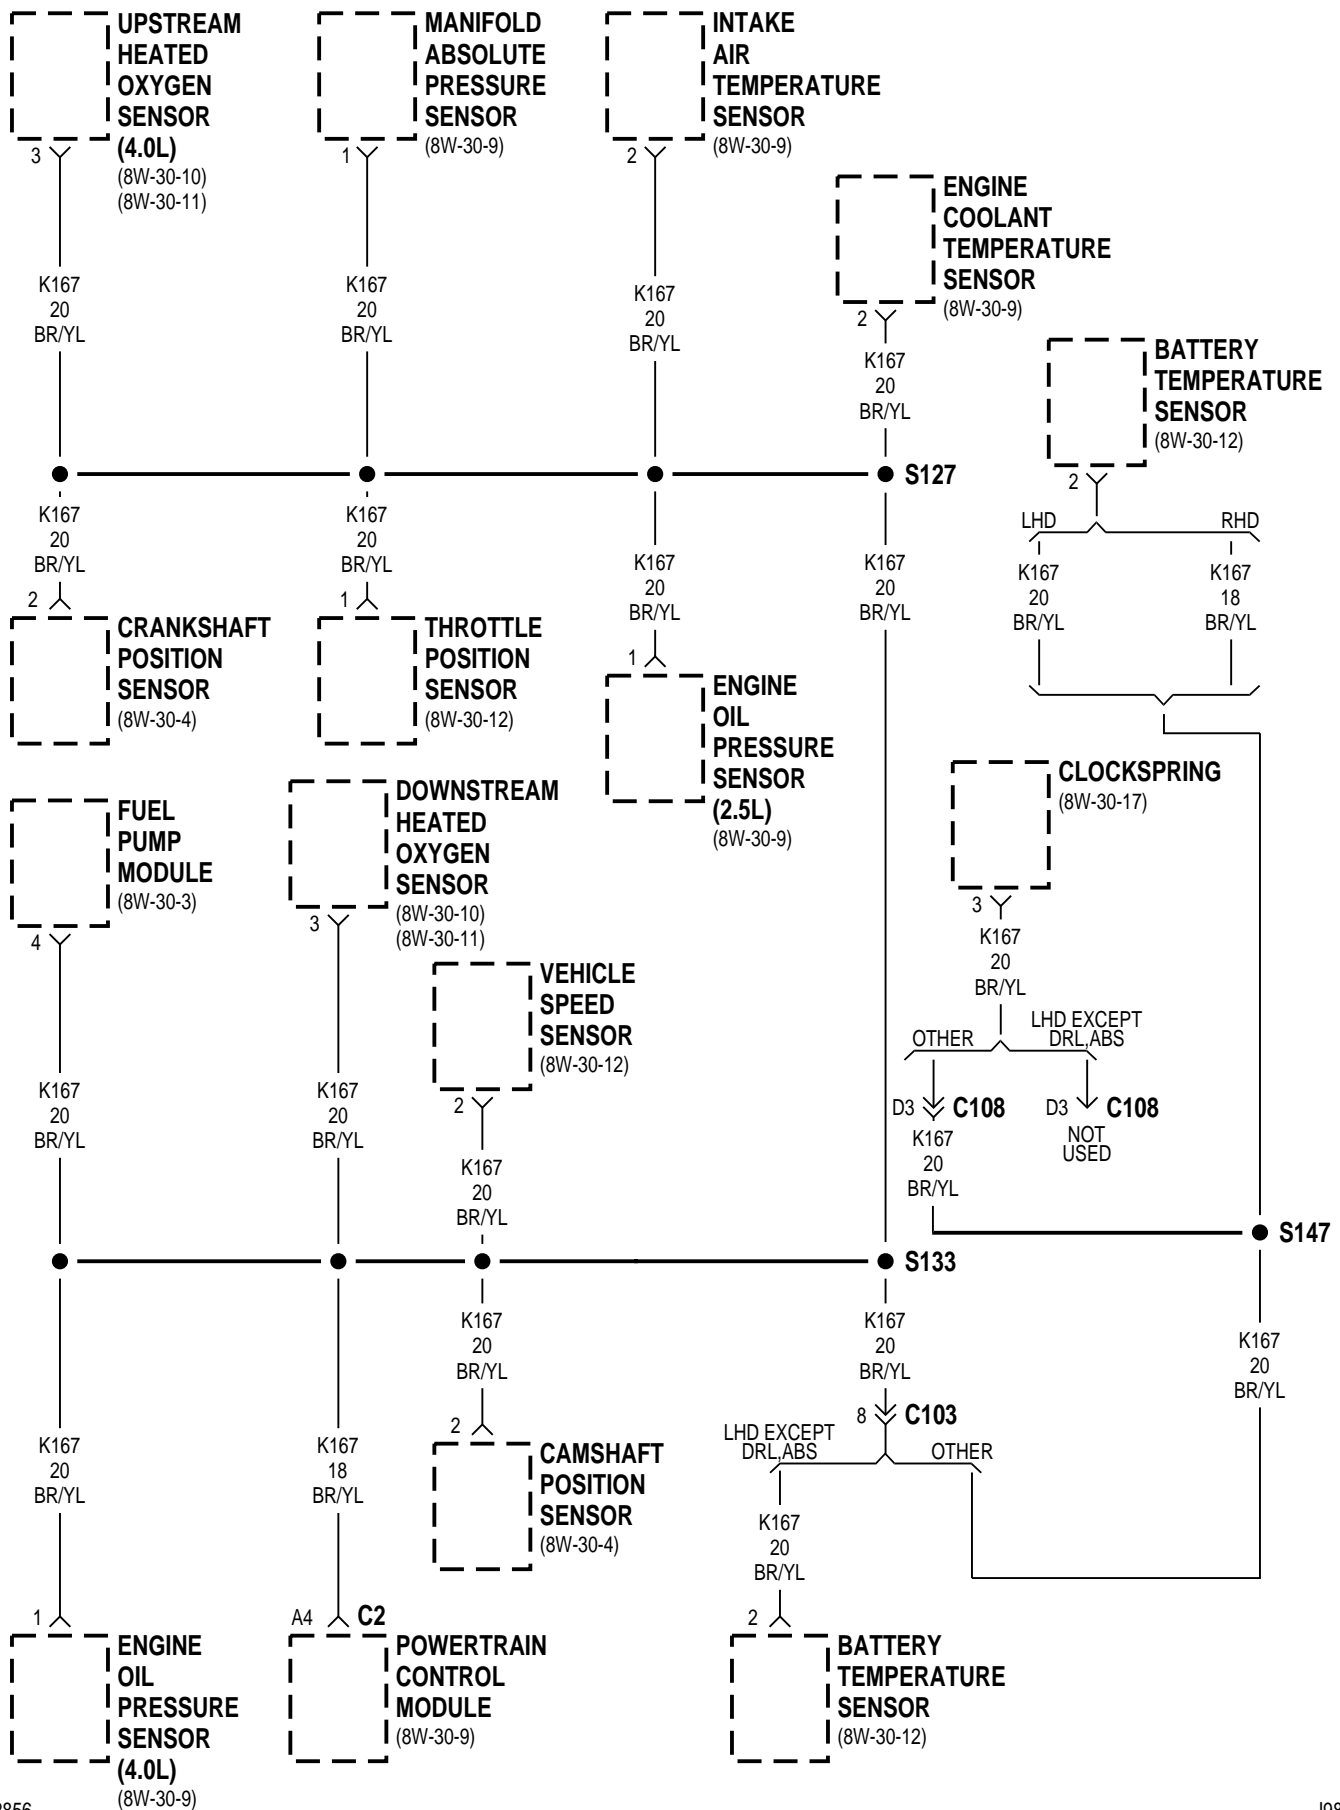 UPSTREAM
HEATED
OXYGEN
SENSOR
(4.0L)
(8W-30-10)
(8W-30-11)
3
MANIFOLD
ABSOLUTE
PRESSURE
SENSOR
(8W-30-9)
1
INTAKE
AIR
TEMPERATURE
SENSOR
(8W-30-9)
2
ENGINE
COOLANT
TEMPERATURE
SENSOR
(8W-30-9)
2
BATTERY
TEMPERATURE
SENSOR
(8W-30-12)
2
K167
20
BR/YL
K167
20
BR/YL
K167
20
BR/YL
K167
20
BR/YL
S127
LHD
RHD
K167
20
BR/YL
K167
18
BR/YL
K167
20
BR/YL
2
K167
20
BR/YL
1
K167
20
BR/YL
1
K167
20
BR/YL
CRANKSHAFT
POSITION
SENSOR
(8W-30-4)
THROTTLE
POSITION
SENSOR
(8W-30-12)
ENGINE
OIL
PRESSURE
SENSOR
(2.5L)
(8W-30-9)
CLOCKSPRING
(8W-30-17)
3
K167
20
BR/YL
OTHER
LHD EXCEPT
DRL,ABS
D3
C108
D3
C108
NOT
USED
K167
20
BR/YL
S147
FUEL
PUMP
MODULE
(8W-30-3)
4
DOWNSTREAM
HEATED
OXYGEN
SENSOR
(8W-30-10)
(8W-30-11)
3
VEHICLE
SPEED
SENSOR
(8W-30-12)
2
K167
20
BR/YL
K167
20
BR/YL
K167
20
BR/YL
S133
K167
20
BR/YL
K167
20
BR/YL
K167
20
BR/YL
8
C103
LHD EXCEPT
DRL,ABS
OTHER
K167
20
BR/YL
K167
18
BR/YL
2
CAMSHAFT
POSITION
SENSOR
(8W-30-4)
K167
20
BR/YL
1
A4
C2
2
ENGINE
OIL
PRESSURE
SENSOR
(4.0L)
(8W-30-9)
POWERTRAIN
CONTROL
MODULE
(8W-30-9)
BATTERY
TEMPERATURE
SENSOR
(8W-30-12)